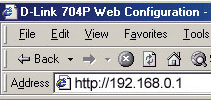 D-Link 704P Web Configuration -
File Edit View Favorites Tools
Back
Address http://192.168.0.1